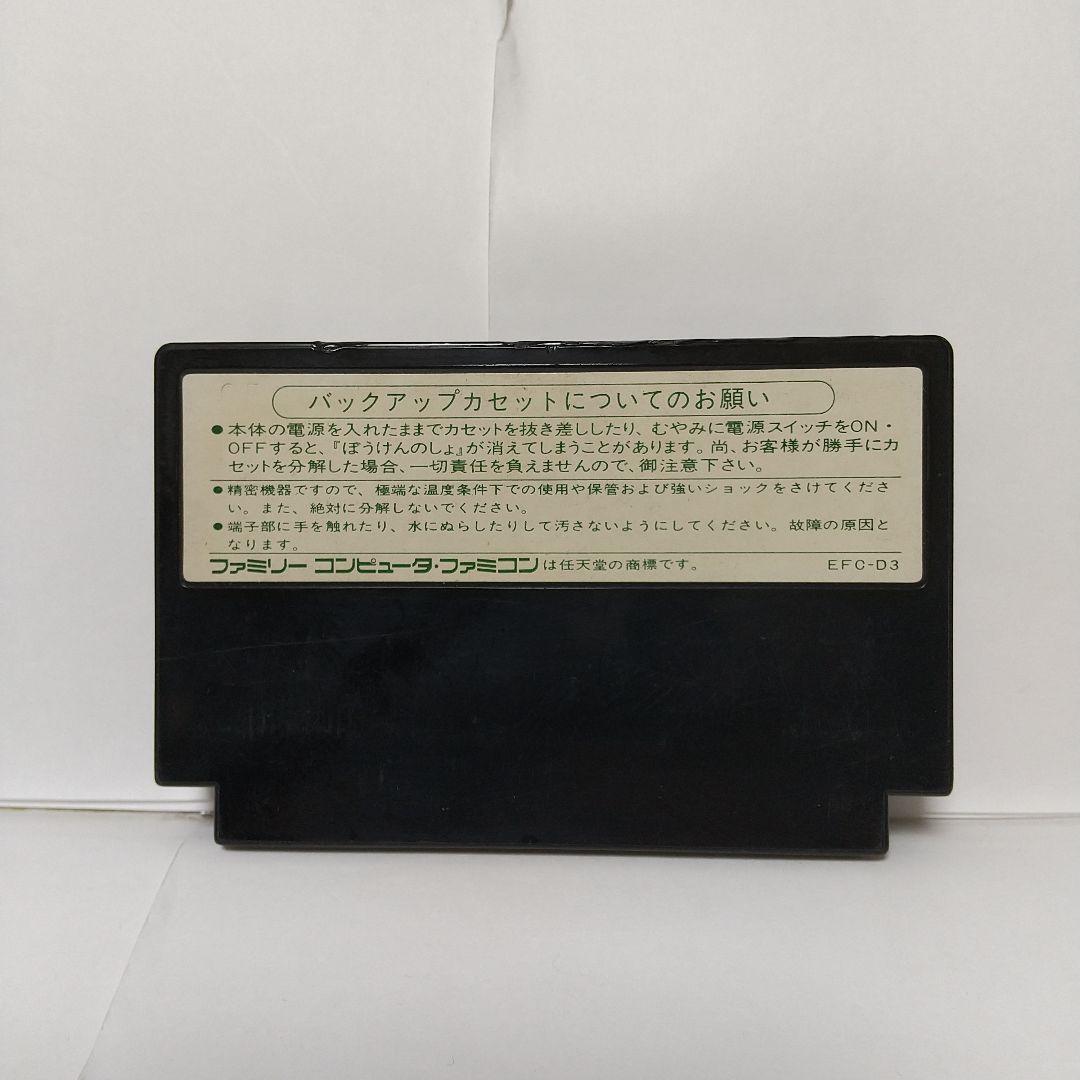 バックアップカセットについてのお願い
●本体の電源を入れたままでカセットを抜き差ししたり、むやみに電源スイッチをON・
OFFすると、『ぼうけんのしょ』が消えてしまうことがあります。尚、お客様が勝手にカ
セットを分解した場合、一切責任を負えませんので、御注意下さい。
●精密機器ですので、極端な温度条件下での使用や保管および強いショックをさけてくださ
い。また、絶対に分解しないでください。
●端子部に手を触れたり、水にぬらしたりして汚さないようにしてください。故障の原因と
なります。
ファミリー コンピュータ・ファミコンは任天堂の商標です。 EFC-D3